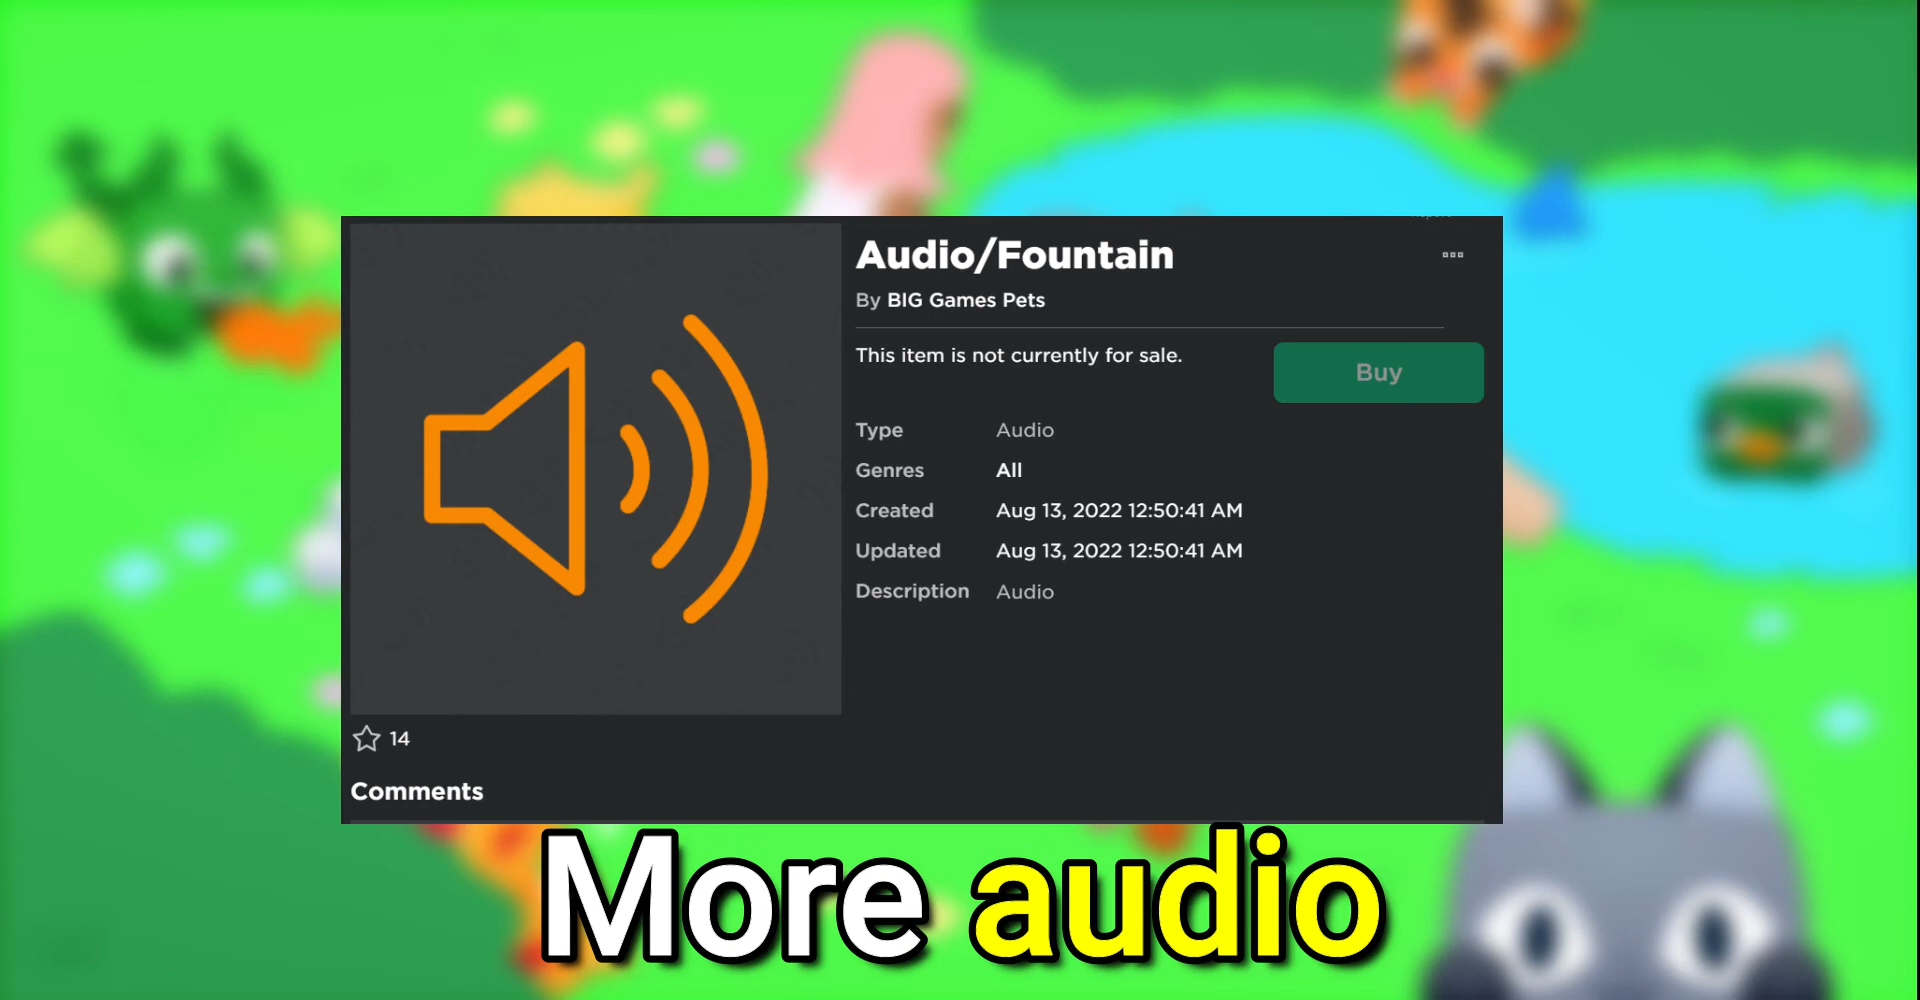 Audio/Fountain
By BIG Games Pets
This item is not currently for sale.
Buy
Type Audio
Genres All
Created Aug 13, 2022 12:50:41 AM
Updated Aug 13, 2022 12:50:41 AM
Description Audio
14
Comments
More audio